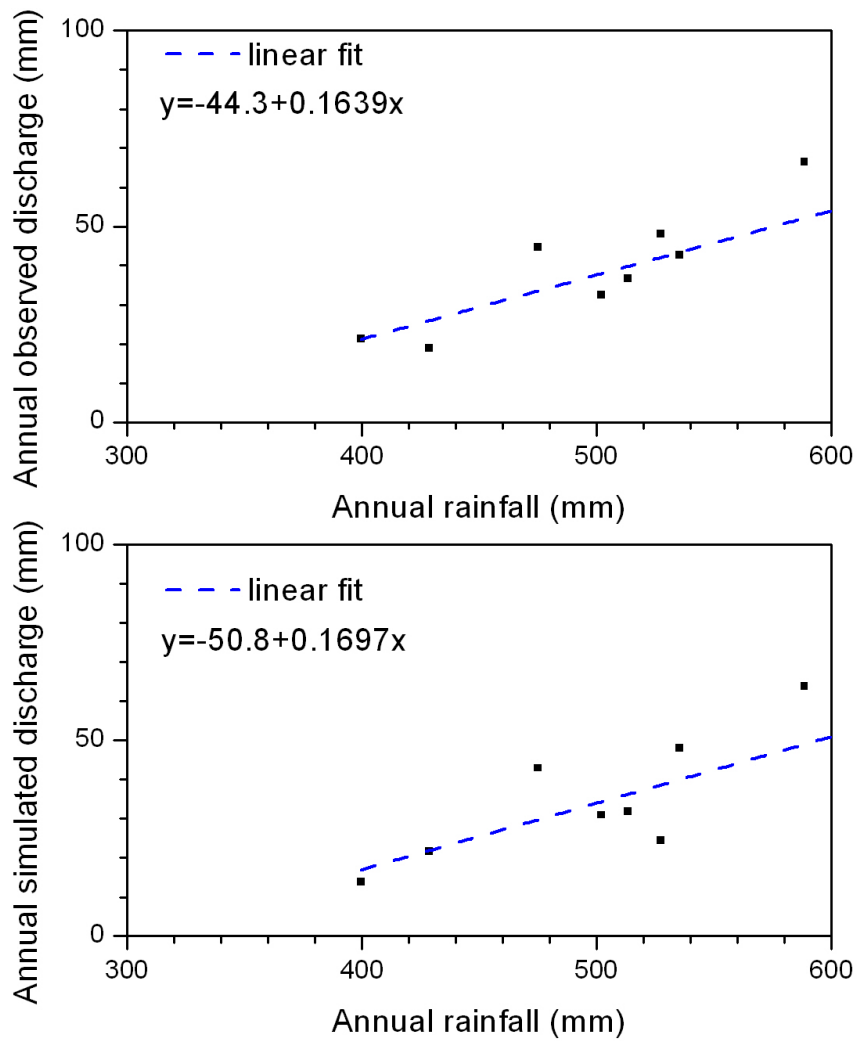 Annual observed discharge (mm)
100
50
0
linear fit
y=-44.3+0.1639x
300
400
500
600
Annual rainfall (mm)
Annual simulated discharge (mm)
100
50
0
linear fit
y=-50.8+0.1697x
300
400
500
600
Annual rainfall (mm)